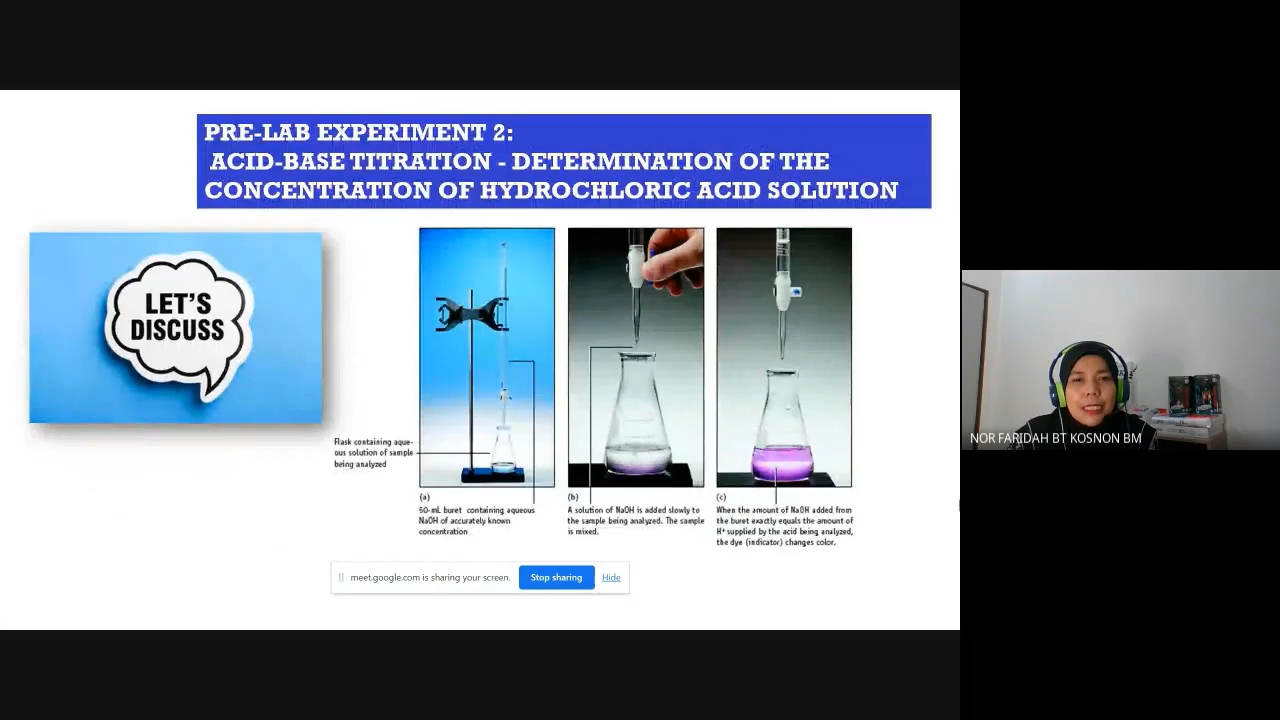 PRE-LAB EXPERIMENT 2:
ACID-BASE TITRATION - DETERMINATION OF THE
CONCENTRATION OF HYDROCHLORIC ACID SOLUTION
LET'S
DISCUSS
Flask containing aque-
ous solution of sample
being analyzed
(a)
50-mL buret containing aqueous
NaOH of accurately known
concentration
(b)
A solution of NaOH is added slowly to
the sample being analyzed. The sample
is mixed.
(c)
When the amount of NaOH added from
the buret exactly equals the amount of
H+ supplied by the acid being analyzed,
the dye (indicator) changes color.
meet.google.com is sharing your screen.
Stop sharing
Hide
NOR FARIDAH BT KOSNON BM